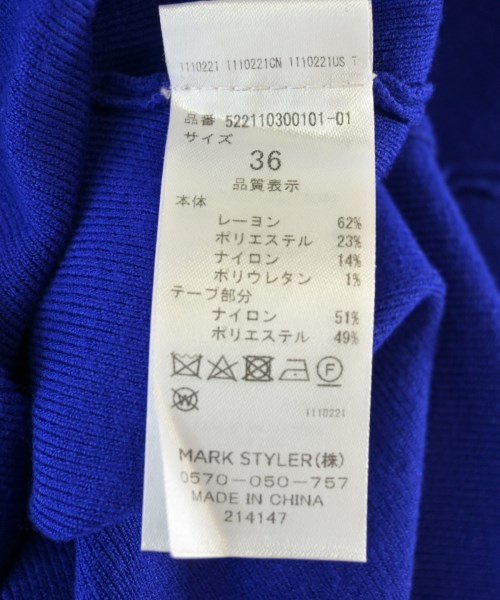 1110221 1110221CN 1110221US T
品番 522110300101-01
サイズ
36
品質表示
本体
レーヨン 62%
ポリエステル 23%
ナイロン 14%
ポリウレタン 1%
テープ部分
ナイロン 51%
ポリエステル 49%
F
W
1110221
MARK STYLER(株)
0570-050-757
MADE IN CHINA
214147